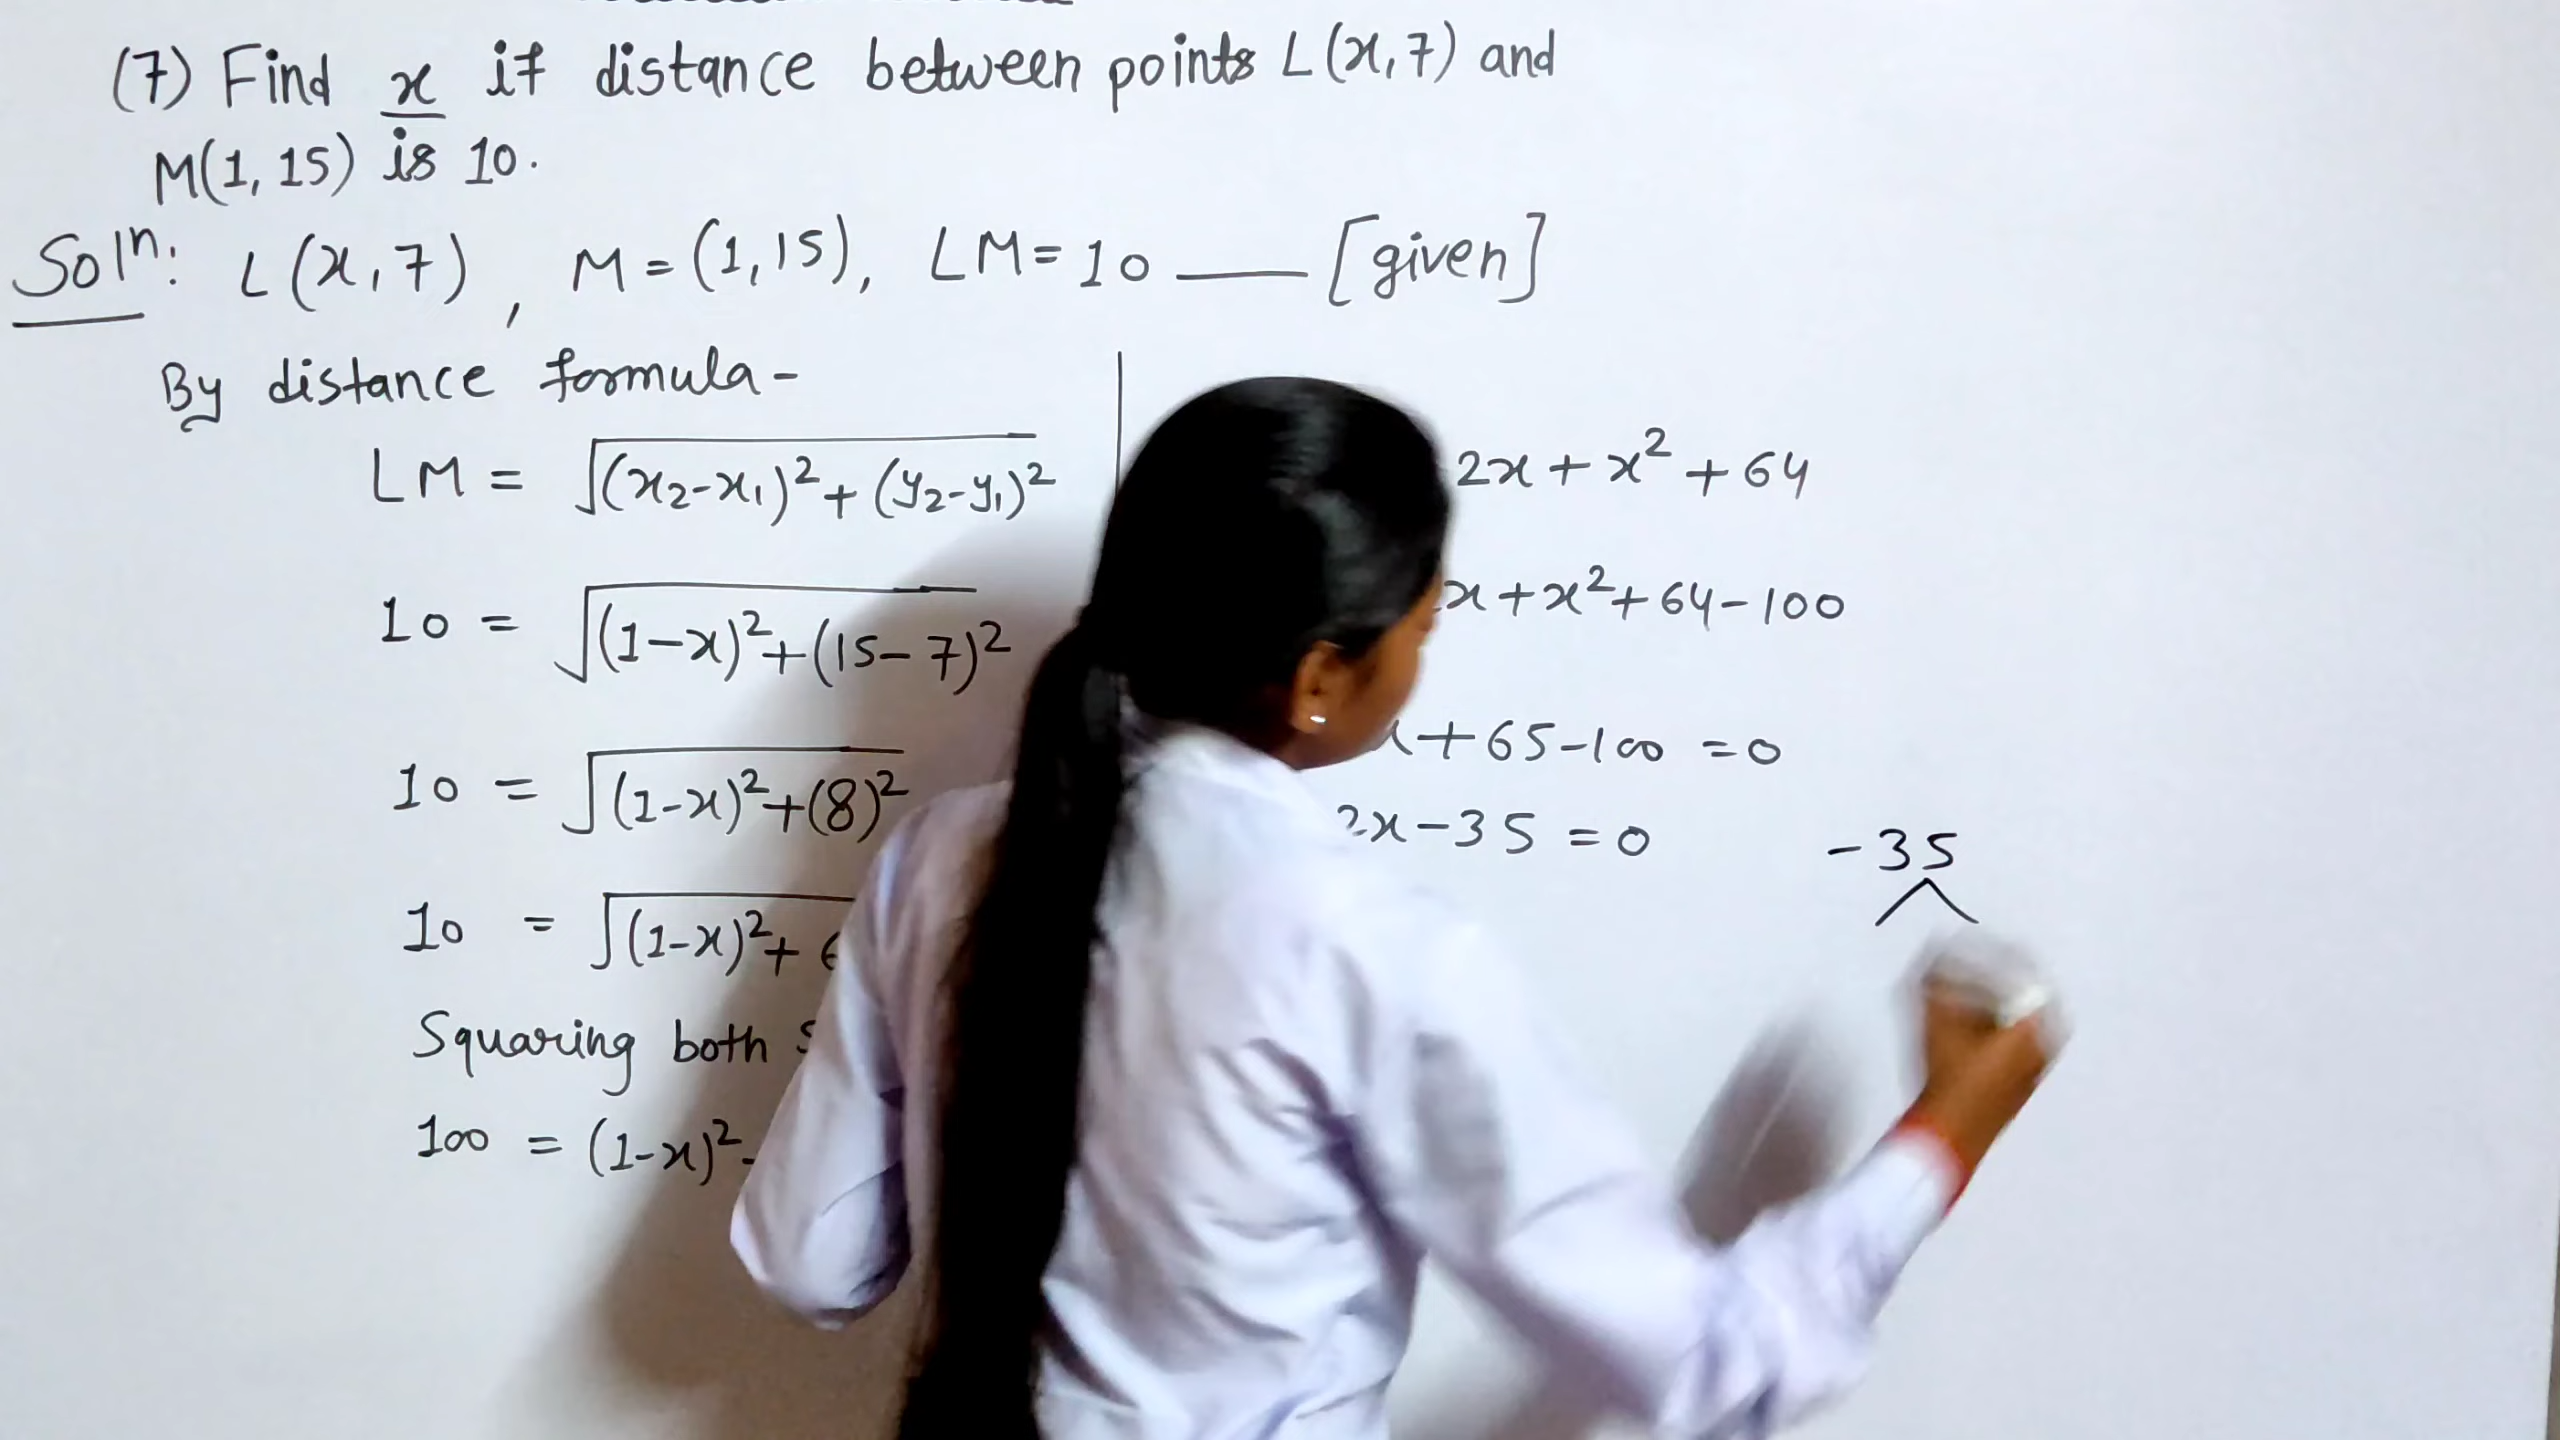 (7) Find x if distance between points L(x,7) and
M(1,15) is 10.
Solⁿ: L(x,7), M=(1,15), LM=10 — [given]
By distance formula-
LM = √(x₂-x₁)²+(y₂-y₁)²
10 = √(1-x)²+(15-7)²
10 = √(1-x)²+(8)²
10 = √(1-x)²+
Squaring both
100 = (1-x)²
2x+x²+64
x+x²+64-100
+65-100=0
2x-35=0
-35